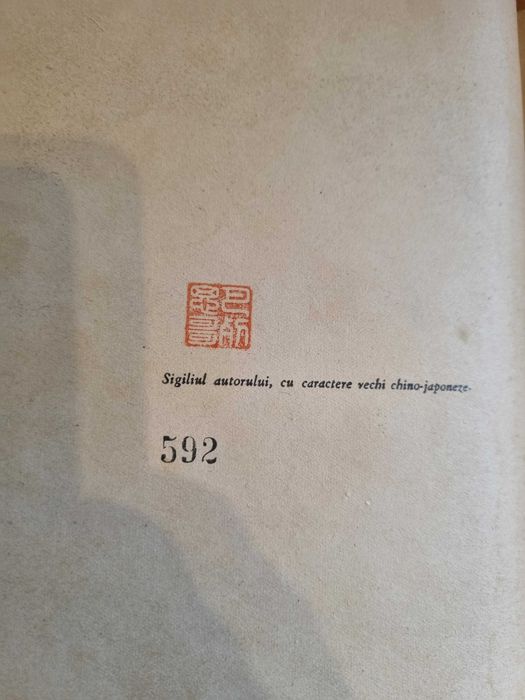 Sigiliul autorului, cu caractere vechi chino-japoneze.
592